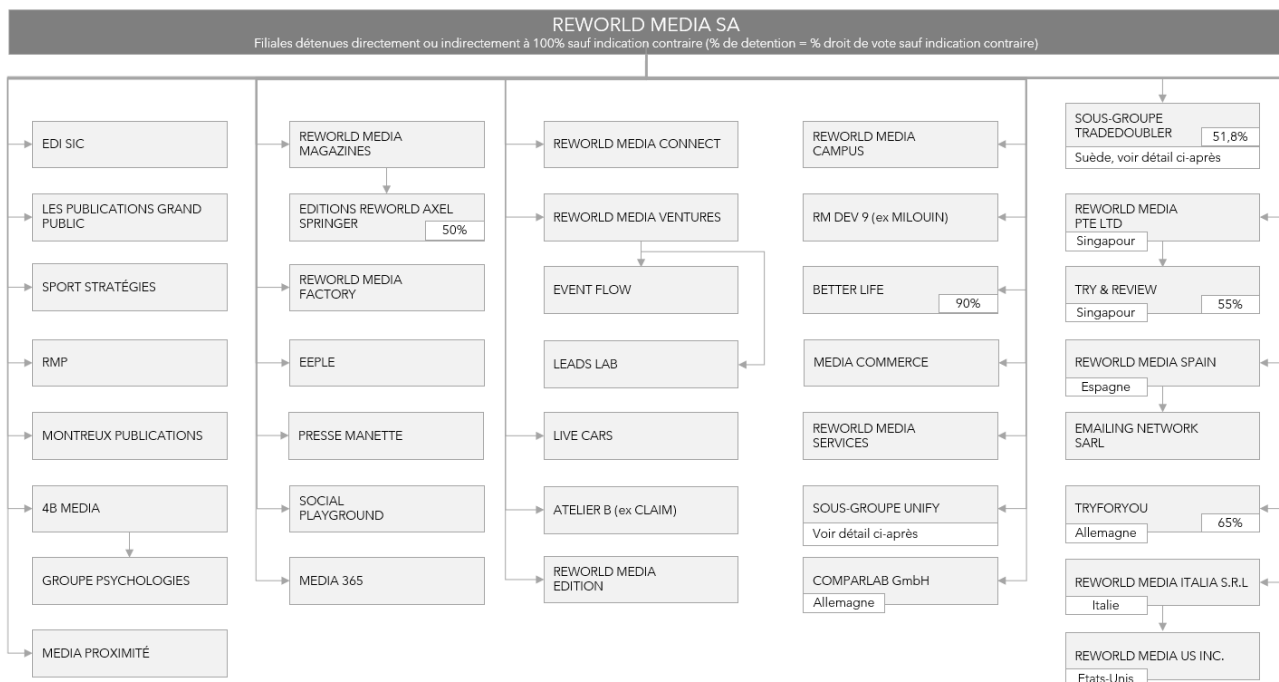 REWORLD MEDIA SA
Filiales détenues directement ou indirectement à 100% sauf indication contraire (% de detention = % droit de vote sauf indication contraire)
EDI SIC
LES PUBLICATIONS GRAND
PUBLIC
SPORT STRATÉGIES
RMP
MONTREUX PUBLICATIONS
4B MEDIA
GROUPE PSYCHOLOGIES
MEDIA PROXIMITÉ
REWORLD MEDIA
MAGAZINES
EDITIONS REWORLD AXEL
SPRINGER
50%
REWORLD MEDIA
FACTORY
EEPLE
PRESSE MANETTE
SOCIAL
PLAYGROUND
MEDIA 365
REWORLD MEDIA CONNECT
REWORLD MEDIA VENTURES
EVENT FLOW
LEADS LAB
LIVE CARS
ATELIER B (ex CLAIM)
REWORLD MEDIA
EDITION
REWORLD MEDIA
CAMPUS
RM DEV 9 (ex MILOUIN)
BETTER LIFE
90%
MEDIA COMMERCE
REWORLD MEDIA
SERVICES
SOUS-GROUPE UNIFY
Voir détail ci-après
COMPARLAB GmbH
Allemagne
SOUS-GROUPE
TRADEDOUBLER
51,8%
Suède, voir détail ci-après
REWORLD MEDIA
PTE LTD
Singapour
TRY & REVIEW
55%
Singapour
REWORLD MEDIA SPAIN
Espagne
EMAILING NETWORK
SARL
TRYFORYOU
65%
Allemagne
REWORLD MEDIA ITALIA S.R.L
Italie
REWORLD MEDIA US INC.
Etats-Unis